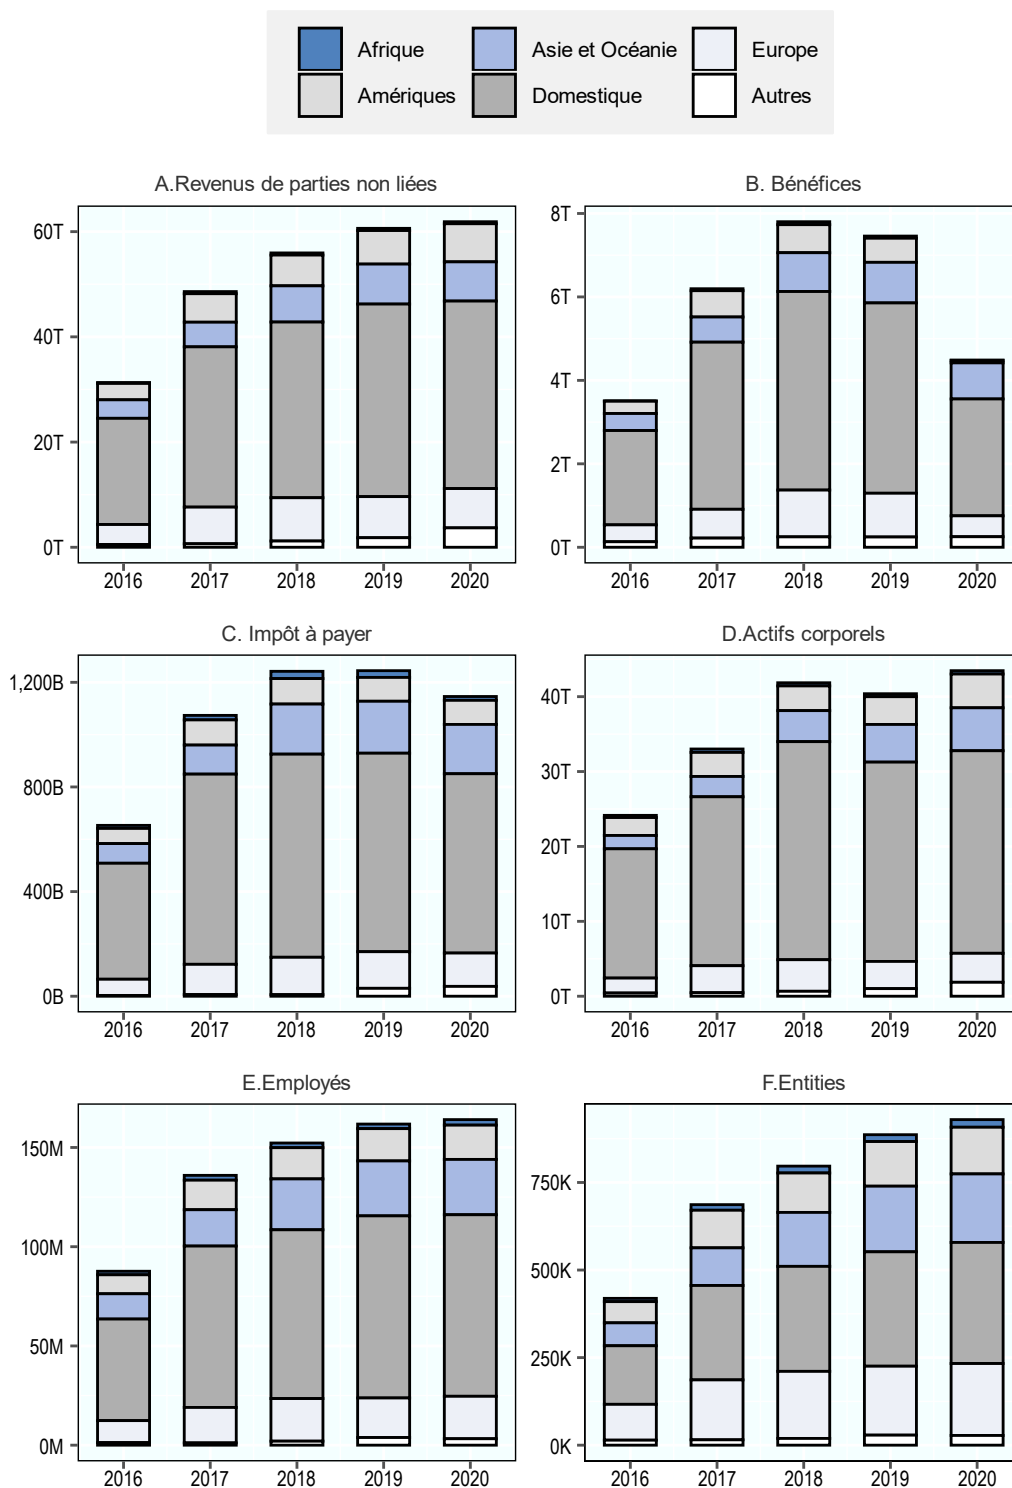 Afrique
Asie et Océanie
Europe
Amériques
Domestique
Autres
A.Revenus de parties non liées
60T
40T
20T
0T
2016 2017 2018 2019 2020
B. Bénéfices
8T
6T
4T
2T
0T
2016 2017 2018 2019 2020
C. Impôt à payer
1,200B
800B
400B
0B
2016 2017 2018 2019 2020
D.Actifs corporels
40T
30T
20T
10T
0T
2016 2017 2018 2019 2020
E.Employés
150M
100M
50M
0M
2016 2017 2018 2019 2020
F.Entities
750K
500K
250K
0K
2016 2017 2018 2019 2020